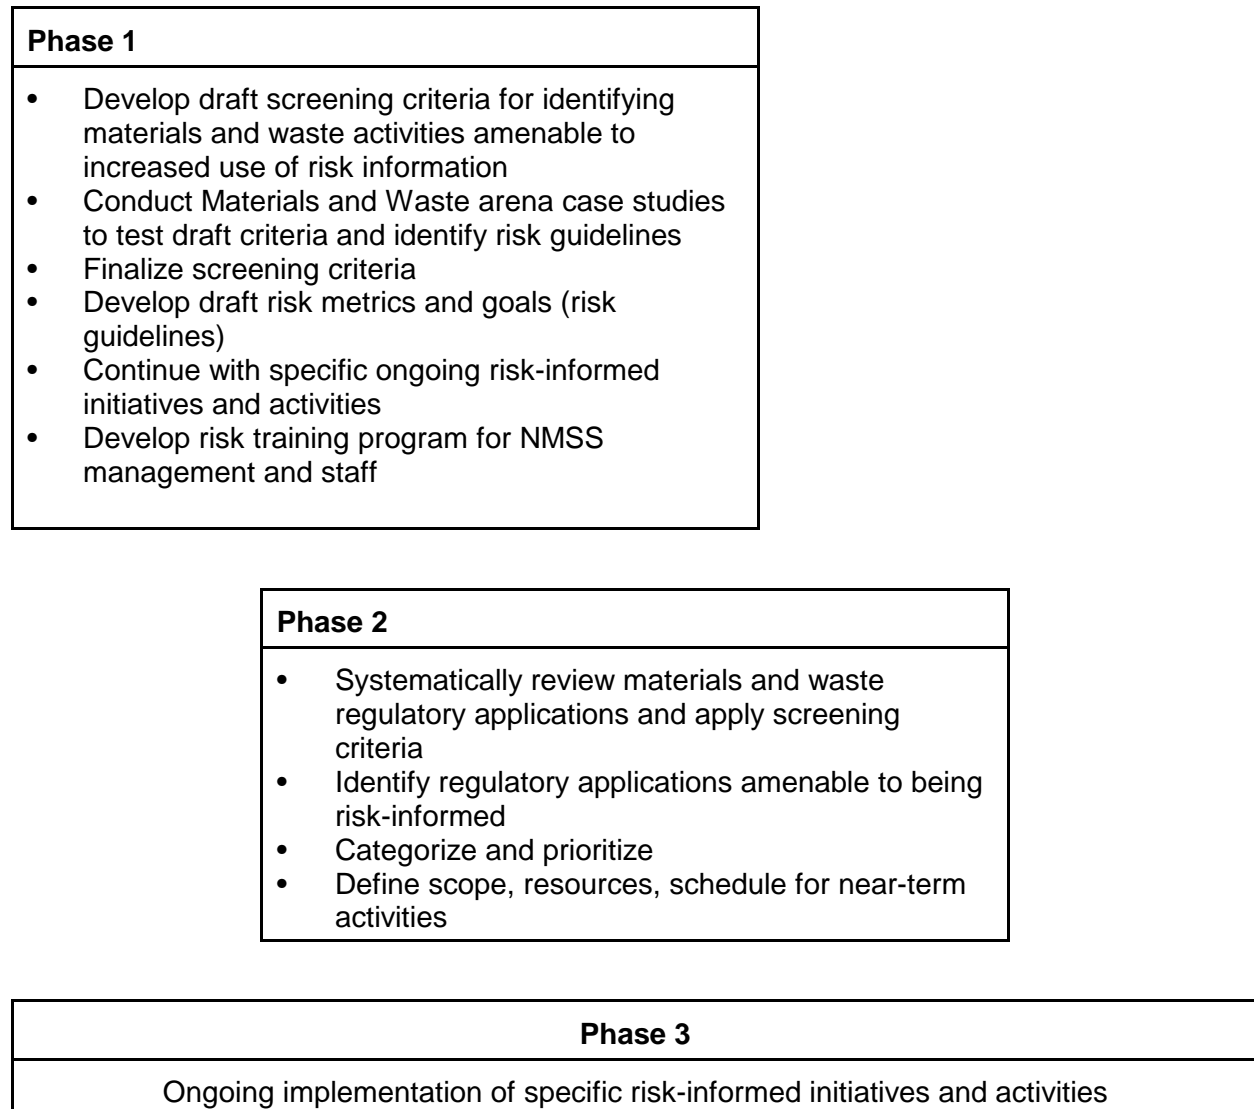 Phase 1
• Develop draft screening criteria for identifying
materials and waste activities amenable to
increased use of risk information
• Conduct Materials and Waste arena case studies
to test draft criteria and identify risk guidelines
• Finalize screening criteria
• Develop draft risk metrics and goals (risk
guidelines)
• Continue with specific ongoing risk-informed
initiatives and activities
• Develop risk training program for NMSS
management and staff
Phase 2
• Systematically review materials and waste
regulatory applications and apply screening
criteria
• Identify regulatory applications amenable to being
risk-informed
• Categorize and prioritize
• Define scope, resources, schedule for near-term
activities
Phase 3
Ongoing implementation of specific risk-informed initiatives and activities